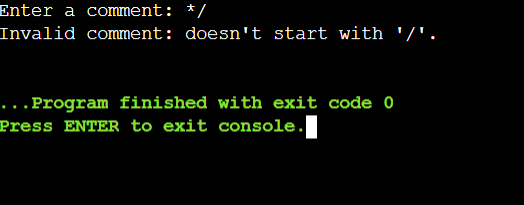 Enter a comment: */
Invalid comment: doesn't start with '/'.
...Program finished with exit code 0
Press ENTER to exit console.